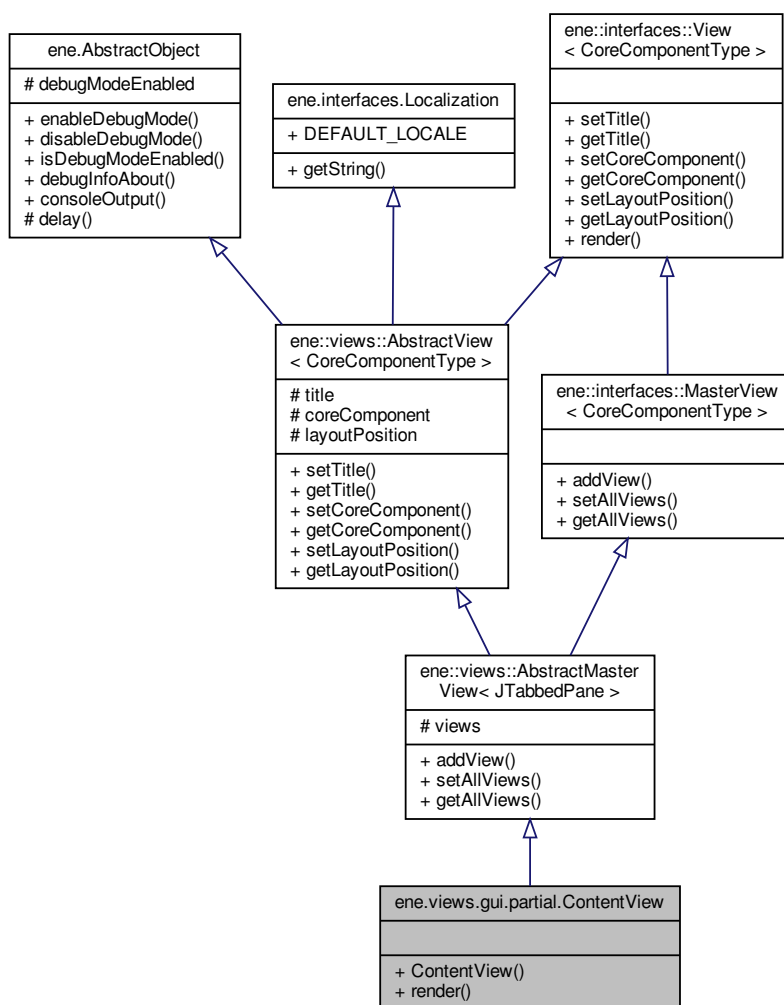 ene.AbstractObject
# debugModeEnabled
+ enableDebugMode()
+ disableDebugMode()
+ isDebugModeEnabled()
+ debugInfoAbout()
+ consoleOutput()
# delay()
ene.interfaces.Localization
+ DEFAULT_LOCALE
+ getString()
ene::interfaces::View
< CoreComponentType >
+ setTitle()
+ getTitle()
+ setCoreComponent()
+ getCoreComponent()
+ setLayoutPosition()
+ getLayoutPosition()
+ render()
ene::views::AbstractView
< CoreComponentType >
# title
# coreComponent
# layoutPosition
+ setTitle()
+ getTitle()
+ setCoreComponent()
+ getCoreComponent()
+ setLayoutPosition()
+ getLayoutPosition()
ene::interfaces::MasterView
< CoreComponentType >
+ addView()
+ setAllViews()
+ getAllViews()
ene::views::AbstractMaster
View< JTabbedPane >
# views
+ addView()
+ setAllViews()
+ getAllViews()
ene.views.gui.partial.ContentView
+ ContentView()
+ render()